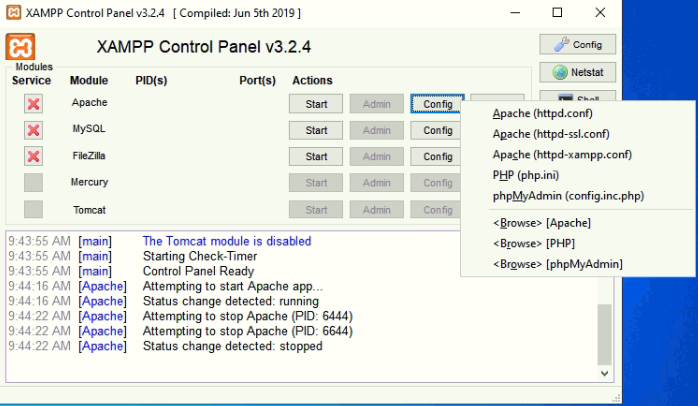 XAMPP Control Panel v3.2.4 [ Compiled: Jun 5th 2019 ]
XAMPP Control Panel v3.2.4
Config
Modules
Service Module PID(s) Port(s) Actions
Netstat
Apache Start Admin Config
Shell
MySQL Start Admin Config
FileZilla Start Admin Config
Mercury Start Admin Config
Tomcat Start Admin Config
Apache (httpd.conf)
Apache (httpd-ssl.conf)
Apache (httpd-xampp.conf)
PHP (php.ini)
phpMyAdmin (config.inc.php)
<Browse> [Apache]
<Browse> [PHP]
<Browse> [phpMyAdmin]
9:43:55 AM [main] The Tomcat module is disabled
9:43:55 AM [main] Starting Check-Timer
9:43:55 AM [main] Control Panel Ready
9:44:16 AM [Apache] Attempting to start Apache app...
9:44:16 AM [Apache] Status change detected: running
9:44:22 AM [Apache] Attempting to stop Apache (PID: 6444)
9:44:22 AM [Apache] Attempting to stop Apache (PID: 6644)
9:44:22 AM [Apache] Status change detected: stopped